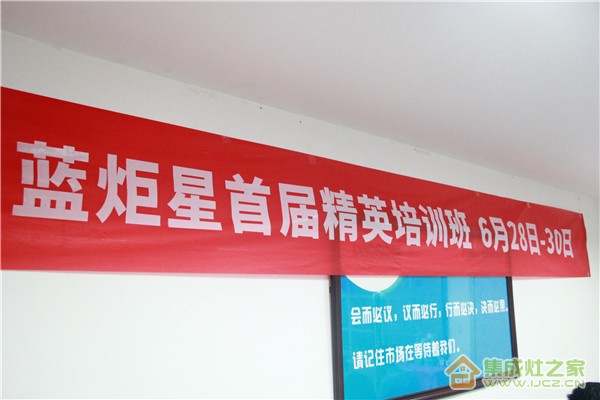 蓝炬星首届精英培训班 6月28日-30日
会而必议，议而必行，行而必决，决而必果.
请记住市场在等待着我们.
集成灶之家
WWW.IJCZ.CN